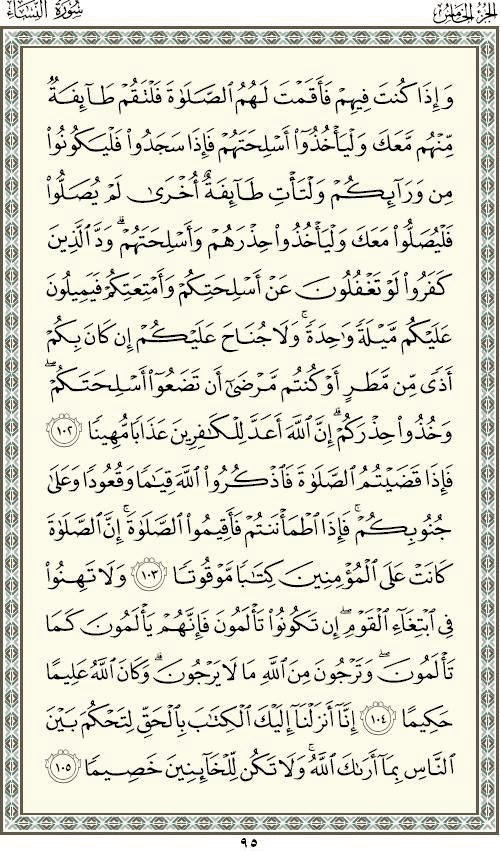 الجزء الخامس
سورة النساء
وَإِذَا كُنتَ فِيهِمْ فَأَقَمْتَ لَهُمُ ٱلصَّلَوٰةَ فَلْتَقُمْ طَآئِفَةٌ
مِّنْهُم مَّعَكَ وَلْيَأْخُذُوٓا۟ أَسْلِحَتَهُمْ فَإِذَا سَجَدُوا۟ فَلْيَكُونُوا۟
مِن وَرَآئِكُمْ وَلْتَأْتِ طَآئِفَةٌ أُخْرَىٰ لَمْ يُصَلُّوا۟
فَلْيُصَلُّوا۟ مَعَكَ وَلْيَأْخُذُوا۟ حِذْرَهُمْ وَأَسْلِحَتَهُمْ ۗ وَدَّ ٱلَّذِينَ
كَفَرُوا۟ لَوْ تَغْفُلُونَ عَنْ أَسْلِحَتِكُمْ وَأَمْتِعَتِكُمْ فَيَمِيلُونَ
عَلَيْكُم مَّيْلَةً وَٰحِدَةً ۚ وَلَا جُنَاحَ عَلَيْكُمْ إِن كَانَ بِكُمْ
أَذًى مِّن مَّطَرٍ أَوْ كُنتُم مَّرْضَىٰٓ أَن تَضَعُوٓا۟ أَسْلِحَتَكُمْ ۖ
وَخُذُوا۟ حِذْرَكُمْ ۗ إِنَّ ٱللَّهَ أَعَدَّ لِلْكَـٰفِرِينَ عَذَابًا مُّهِينًا ١٠٢
فَإِذَا قَضَيْتُمُ ٱلصَّلَوٰةَ فَٱذْكُرُوا۟ ٱللَّهَ قِيَـٰمًا وَقُعُودًا وَعَلَىٰ
جُنُوبِكُمْ ۚ فَإِذَا ٱطْمَأْنَنتُمْ فَأَقِيمُوا۟ ٱلصَّلَوٰةَ ۚ إِنَّ ٱلصَّلَوٰةَ
كَانَتْ عَلَى ٱلْمُؤْمِنِينَ كِتَـٰبًا مَّوْقُوتًا ١٠٣ وَلَا تَهِنُوا۟
فِى ٱبْتِغَآءِ ٱلْقَوْمِ ۖ إِن تَكُونُوا۟ تَأْلَمُونَ فَإِنَّهُمْ يَأْلَمُونَ كَمَا
تَأْلَمُونَ ۖ وَتَرْجُونَ مِنَ ٱللَّهِ مَا لَا يَرْجُونَ ۗ وَكَانَ ٱللَّهُ عَلِيمًا
حَكِيمًا ١٠٤ إِنَّآ أَنزَلْنَآ إِلَيْكَ ٱلْكِتَـٰبَ بِٱلْحَقِّ لِتَحْكُمَ بَيْنَ
ٱلنَّاسِ بِمَآ أَرَىٰكَ ٱللَّهُ ۚ وَلَا تَكُن لِّلْخَآئِنِينَ خَصِيمًا ١٠٥
٩٥